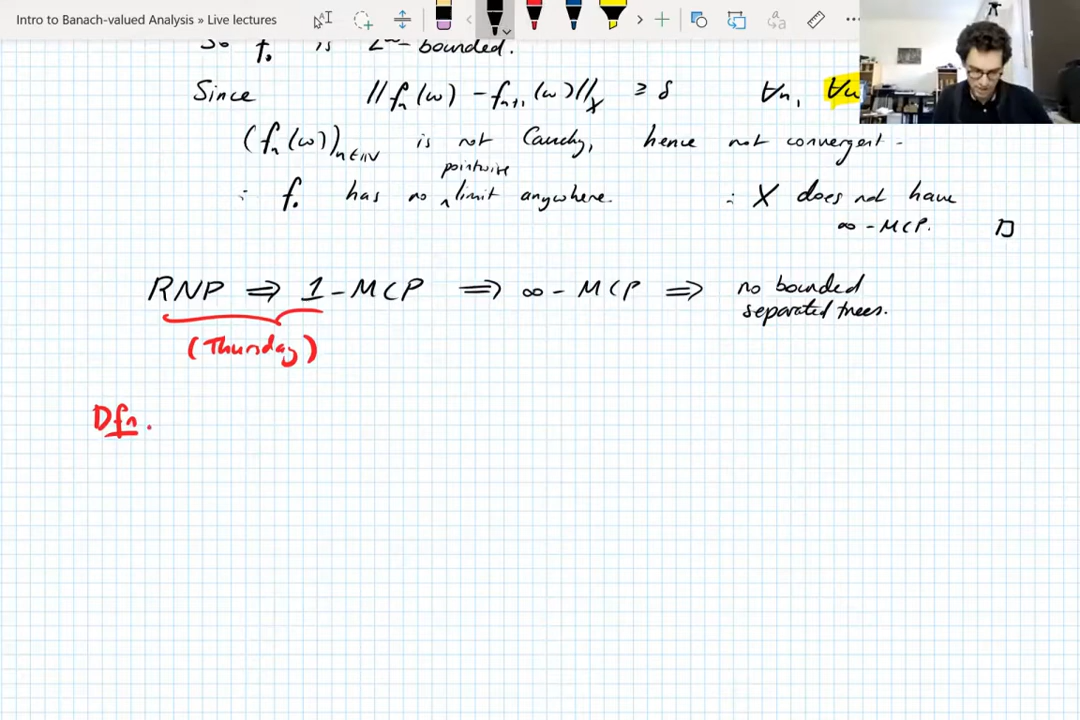 Intro to Banach-valued Analysis » Live lectures
So f. is L∞- bounded.
Since ||fₙ(ω) - fₙ₊₁(ω)||_X ≥ δ ∀n,
(fₙ(ω))_{n∈ℕ} is not Cauchy, hence not convergent -
pointwise
∴ f. has no ‸ limit anywhere. ∴ X does not have
∞-MCP. □
RNP ⟹ 1-MCP ⟹ ∞-MCP ⟹ no bounded
separated trees.
(Thursday)
Dfn.